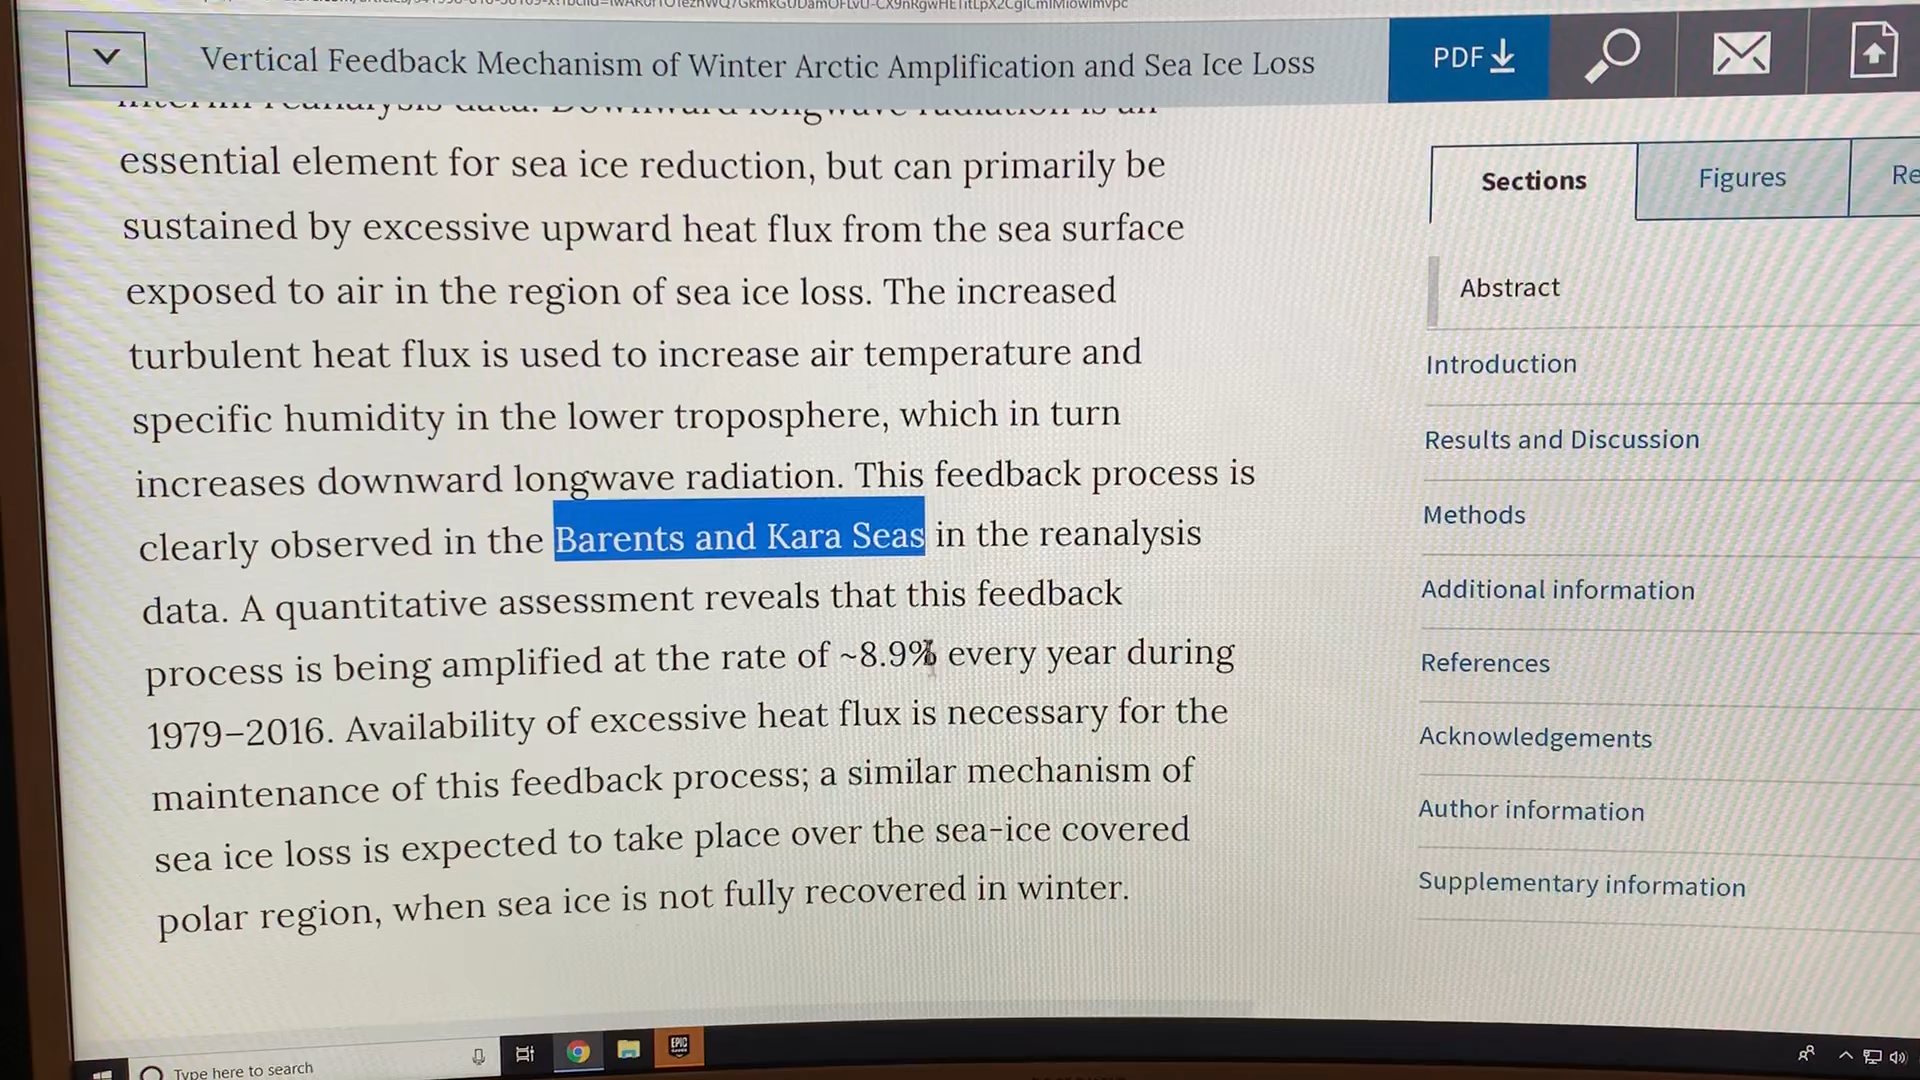 Vertical Feedback Mechanism of Winter Arctic Amplification and Sea Ice Loss
PDF
essential element for sea ice reduction, but can primarily be
sustained by excessive upward heat flux from the sea surface
exposed to air in the region of sea ice loss. The increased
turbulent heat flux is used to increase air temperature and
specific humidity in the lower troposphere, which in turn
increases downward longwave radiation. This feedback process is
clearly observed in the Barents and Kara Seas in the reanalysis
data. A quantitative assessment reveals that this feedback
process is being amplified at the rate of ~8.9% every year during
1979–2016. Availability of excessive heat flux is necessary for the
maintenance of this feedback process; a similar mechanism of
sea ice loss is expected to take place over the sea-ice covered
polar region, when sea ice is not fully recovered in winter.
Sections
Figures
Re
Abstract
Introduction
Results and Discussion
Methods
Additional information
References
Acknowledgements
Author information
Supplementary information
Type here to search
EPIC